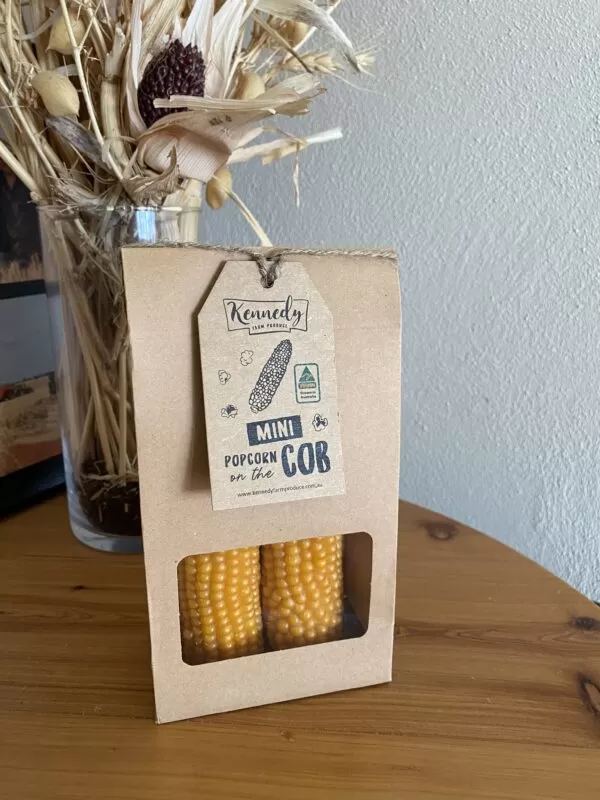 Kennedy
FARM PRODUCE
MINI
POPCORN
on the
COB
www.kennedyfarmproduce.com.au